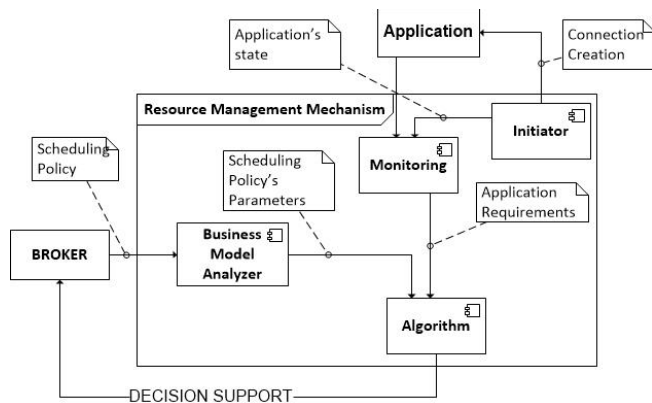 Application's
state
Application
Connection
Creation
Resource Management Mechanism
Initiator
Scheduling
Policy
Scheduling
Policy's
Parameters
Monitoring
Application
Requirements
BROKER
Business
Model
Analyzer
Algorithm
DECISION SUPPORT